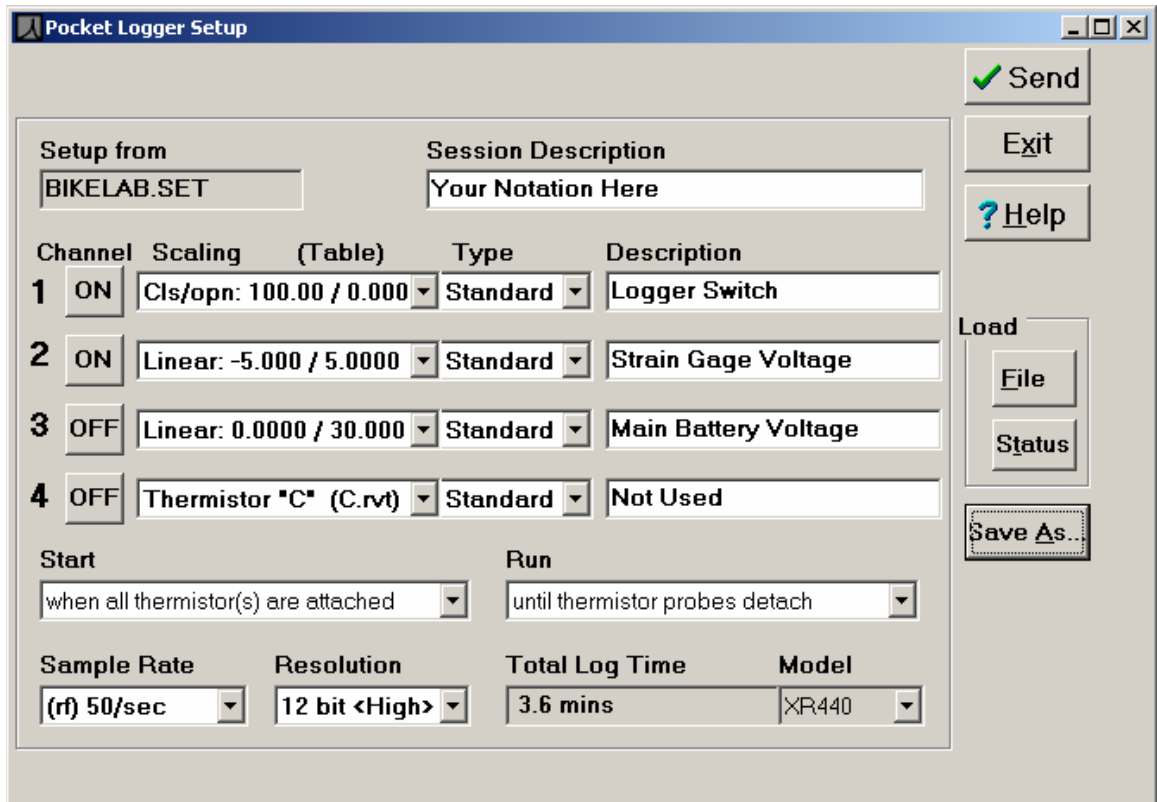 Pocket Logger Setup
Send
Exit
Help
Setup from Session Description
BIKELAB.SET Your Notation Here
Channel Scaling (Table) Type Description
1 ON Cls/opn: 100.00 / 0.000 Standard Logger Switch
2 ON Linear: -5.000 / 5.0000 Standard Strain Gage Voltage
3 OFF Linear: 0.0000 / 30.000 Standard Main Battery Voltage
4 OFF Thermistor "C" (C.rvt) Standard Not Used
Load
File
Status
Save As...
Start Run
when all thermistor(s) are attached until thermistor probes detach
Sample Rate Resolution Total Log Time Model
(rf) 50/sec 12 bit <High> 3.6 mins XR440